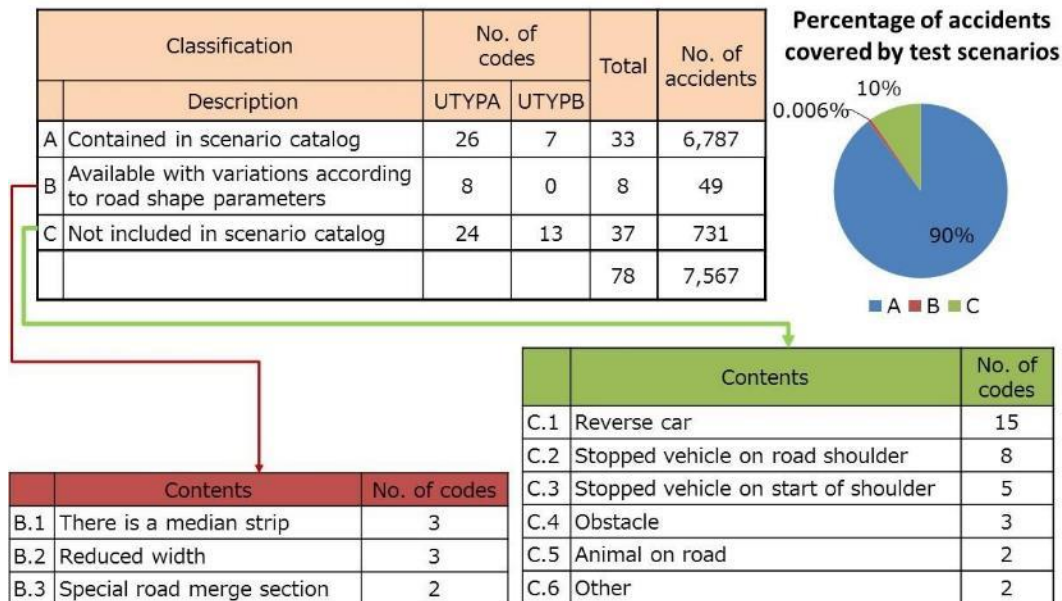 Classification
No. of
codes
Total
No. of
accidents
Description
UTYPA UTYPB
A Contained in scenario catalog 26 7 33 6,787
B Available with variations according
to road shape parameters 8 0 8 49
C Not included in scenario catalog 24 13 37 731
78 7,567
Percentage of accidents
covered by test scenarios
10%
0.006%
90%
A B C
Contents No. of codes
B.1 There is a median strip 3
B.2 Reduced width 3
B.3 Special road merge section 2
Contents No. of
codes
C.1 Reverse car 15
C.2 Stopped vehicle on road shoulder 8
C.3 Stopped vehicle on start of shoulder 5
C.4 Obstacle 3
C.5 Animal on road 2
C.6 Other 2